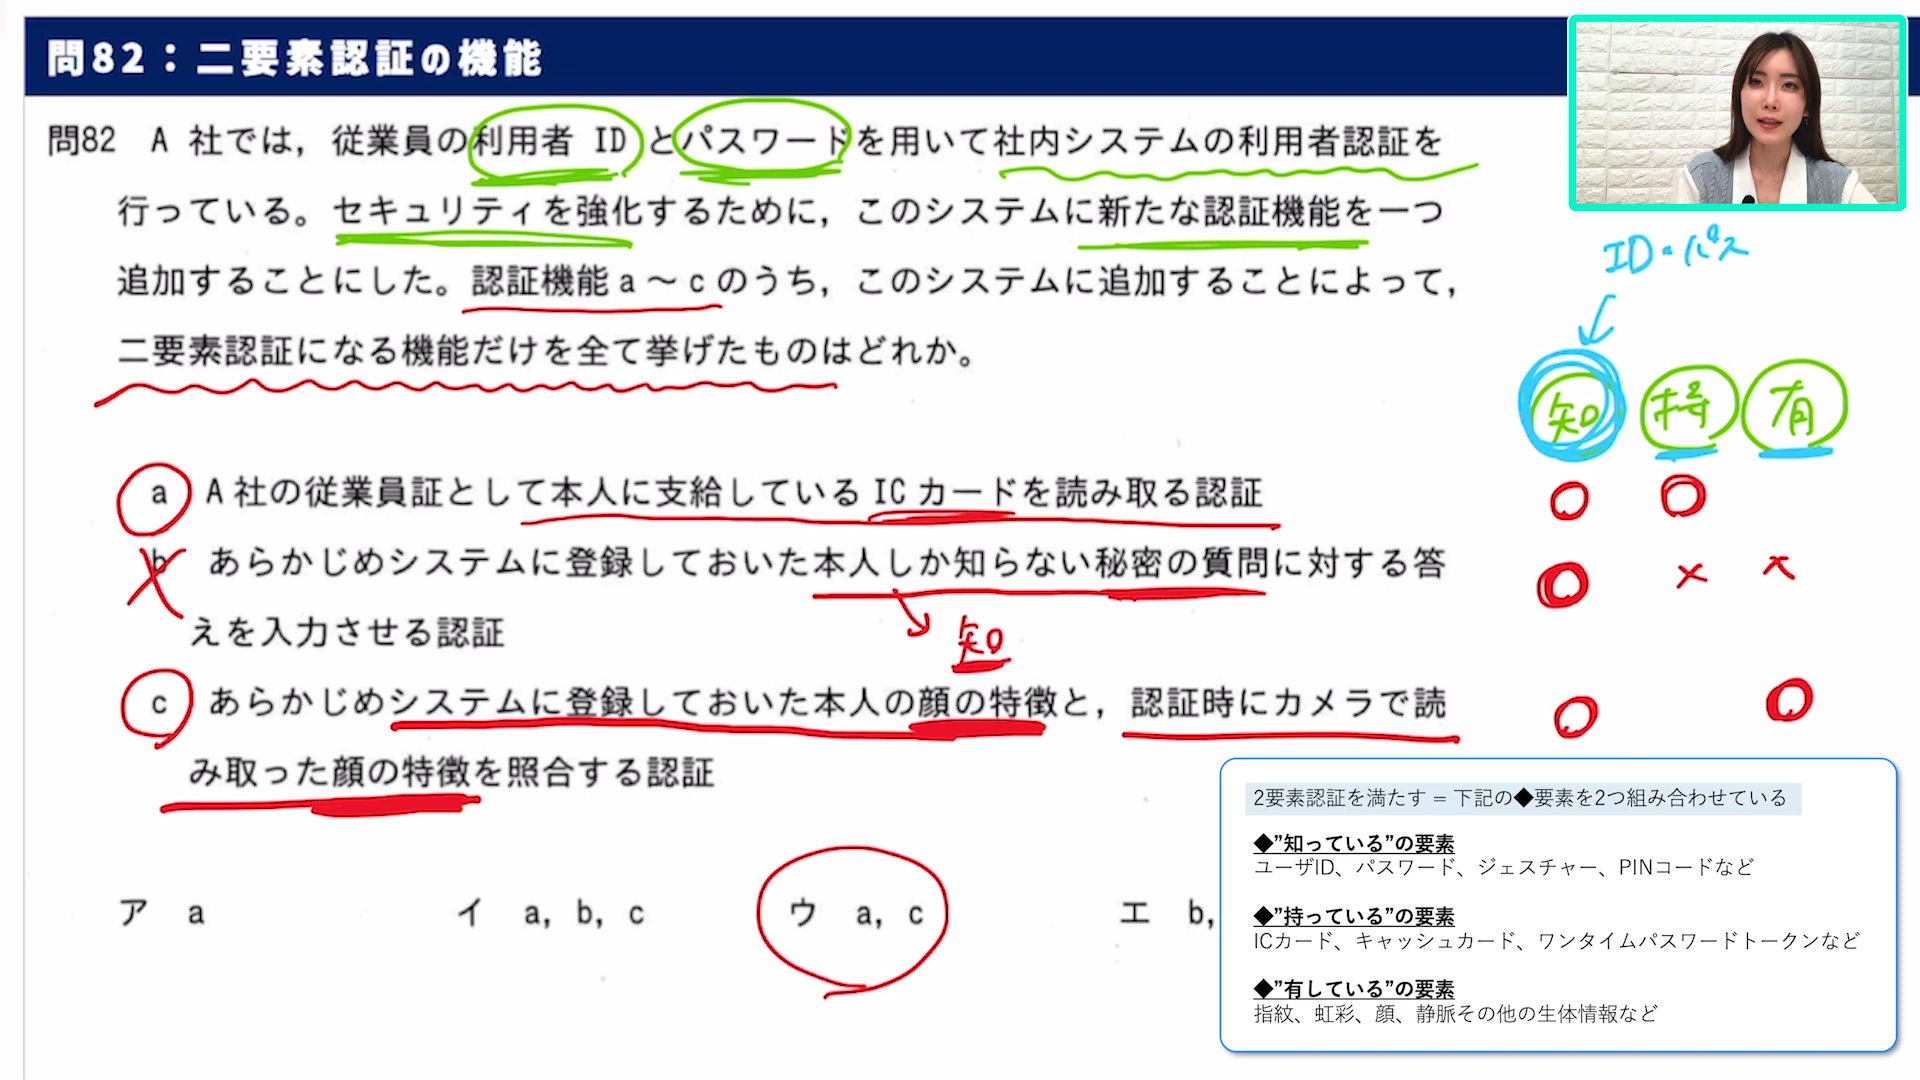 問82：二要素認証の機能
問82　A 社では，従業員の利用者 ID とパスワードを用いて社内システムの利用者認証を
行っている。セキュリティを強化するために，このシステムに新たな認証機能を一つ
追加することにした。認証機能 a ～ c のうち，このシステムに追加することによって，
二要素認証になる機能だけを全て挙げたものはどれか。
ID・パス
知 持 有
a　A 社の従業員証として本人に支給している IC カードを読み取る認証
b　あらかじめシステムに登録しておいた本人しか知らない秘密の質問に対する答
えを入力させる認証
知
c　あらかじめシステムに登録しておいた本人の顔の特徴と，認証時にカメラで読
み取った顔の特徴を照合する認証
ア　a　イ　a，b，c　ウ　a，c　エ　b，
2要素認証を満たす = 下記の◆要素を2つ組み合わせている
◆”知っている”の要素
ユーザID、パスワード、ジェスチャー、PINコードなど
◆”持っている”の要素
ICカード、キャッシュカード、ワンタイムパスワードトークンなど
◆”有している”の要素
指紋、虹彩、顔、静脈その他の生体情報など